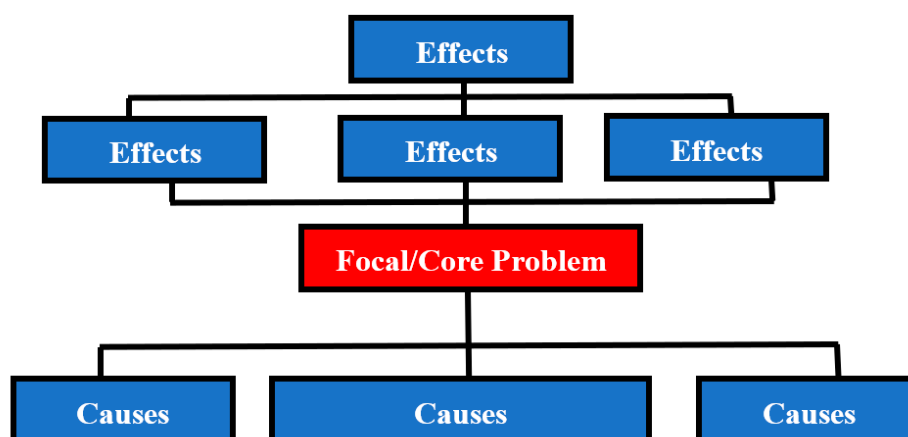 Effects
Effects
Effects
Effects
Focal/Core Problem
Causes
Causes
Causes